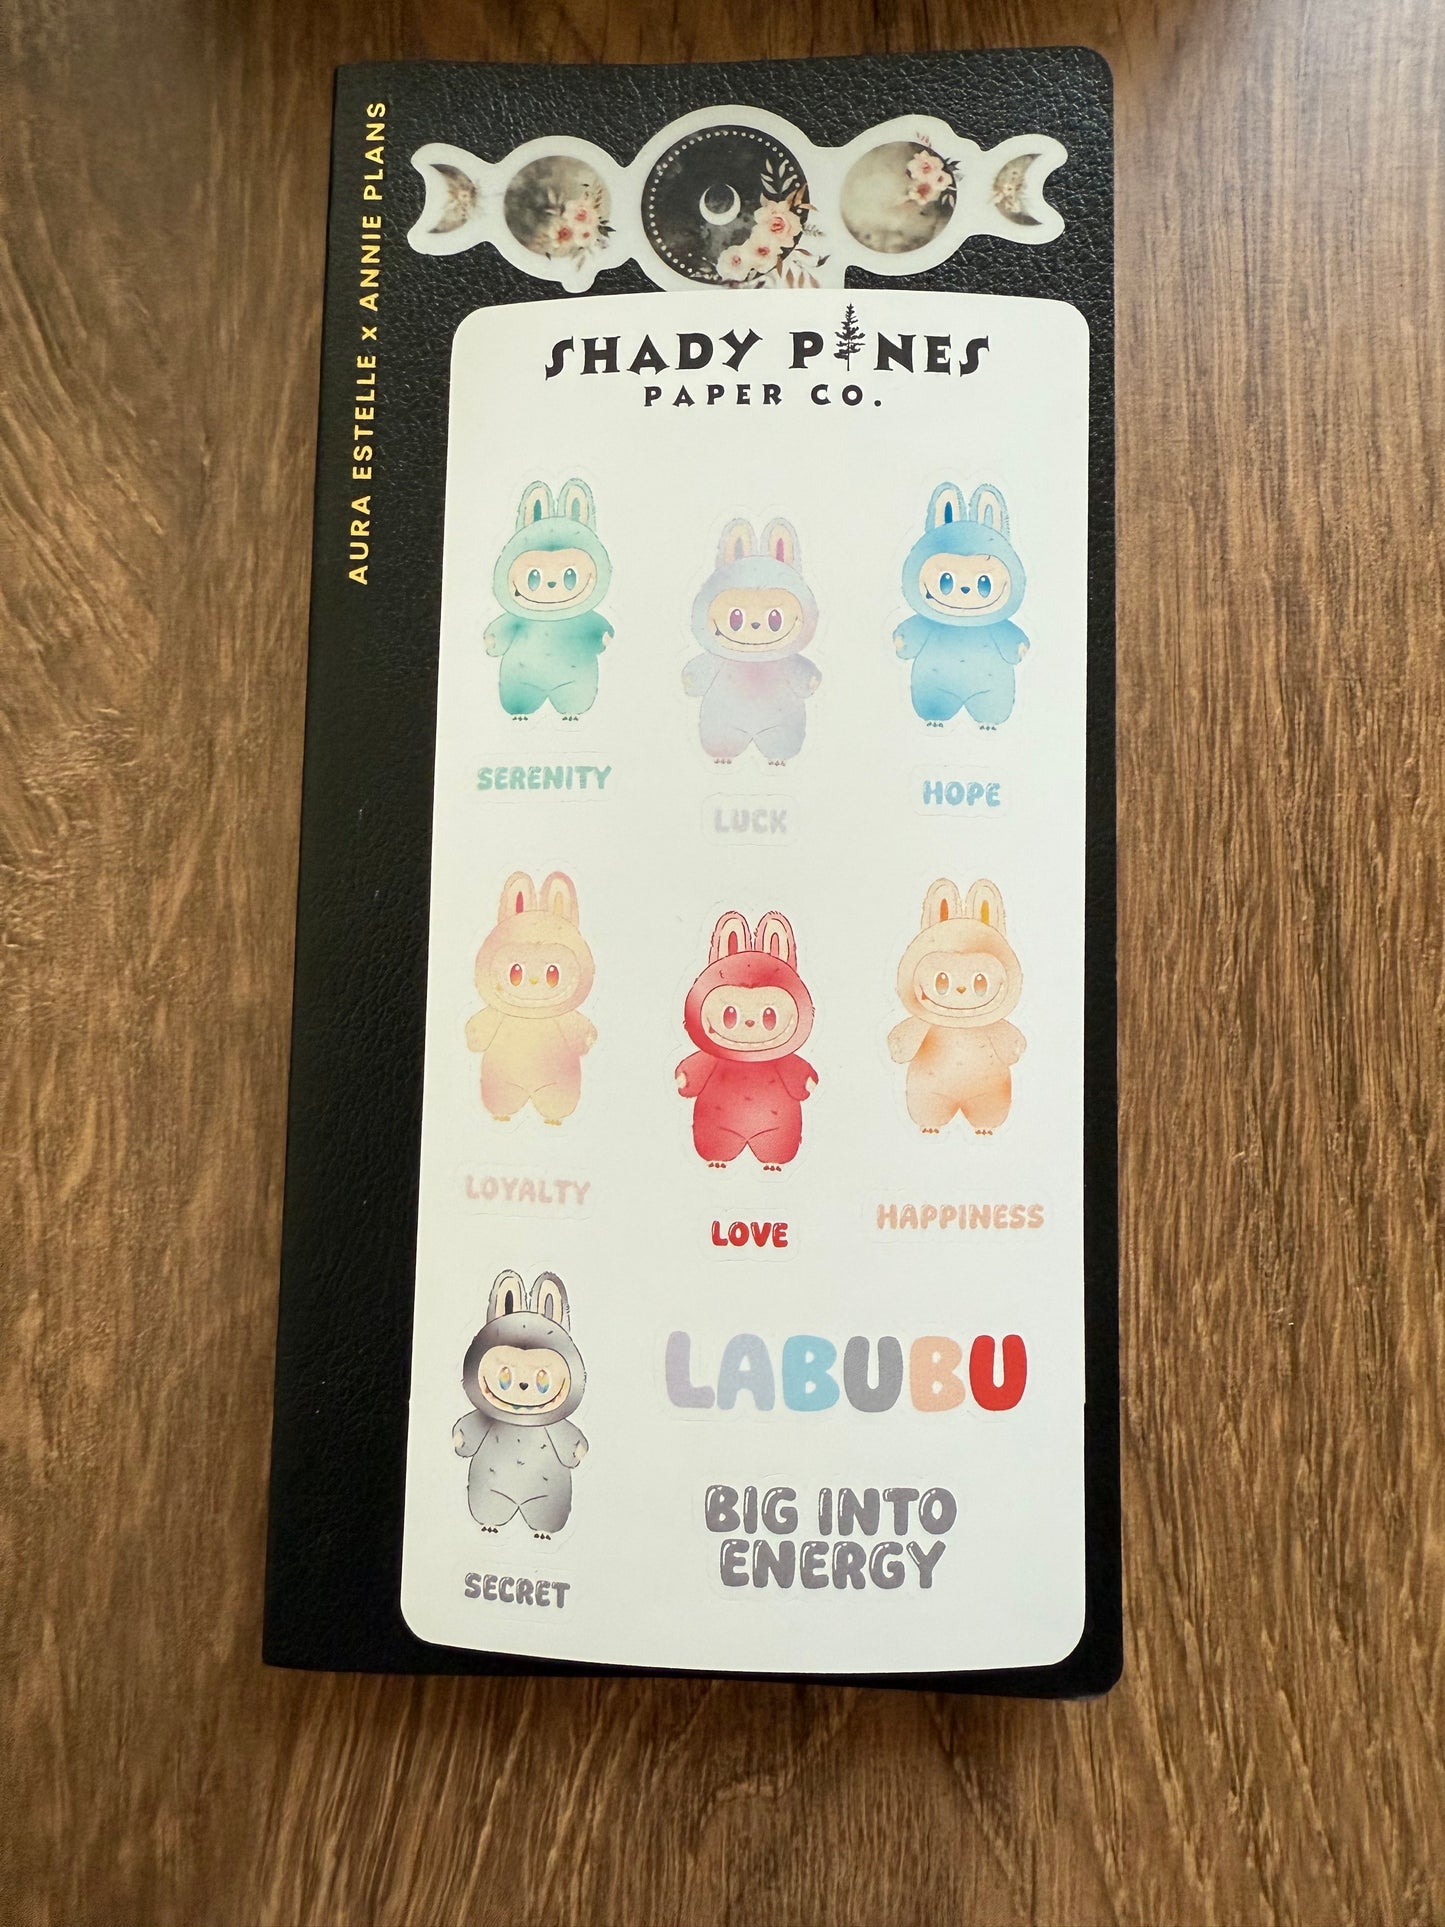 AURA ESTELLE x ANNIE PLANS
SHADY PINES
PAPER CO.
SERENITY
LUCK
HOPE
LOYALTY
LOVE
HAPPINESS
SECRET
LABUBU
BIG INTO
ENERGY